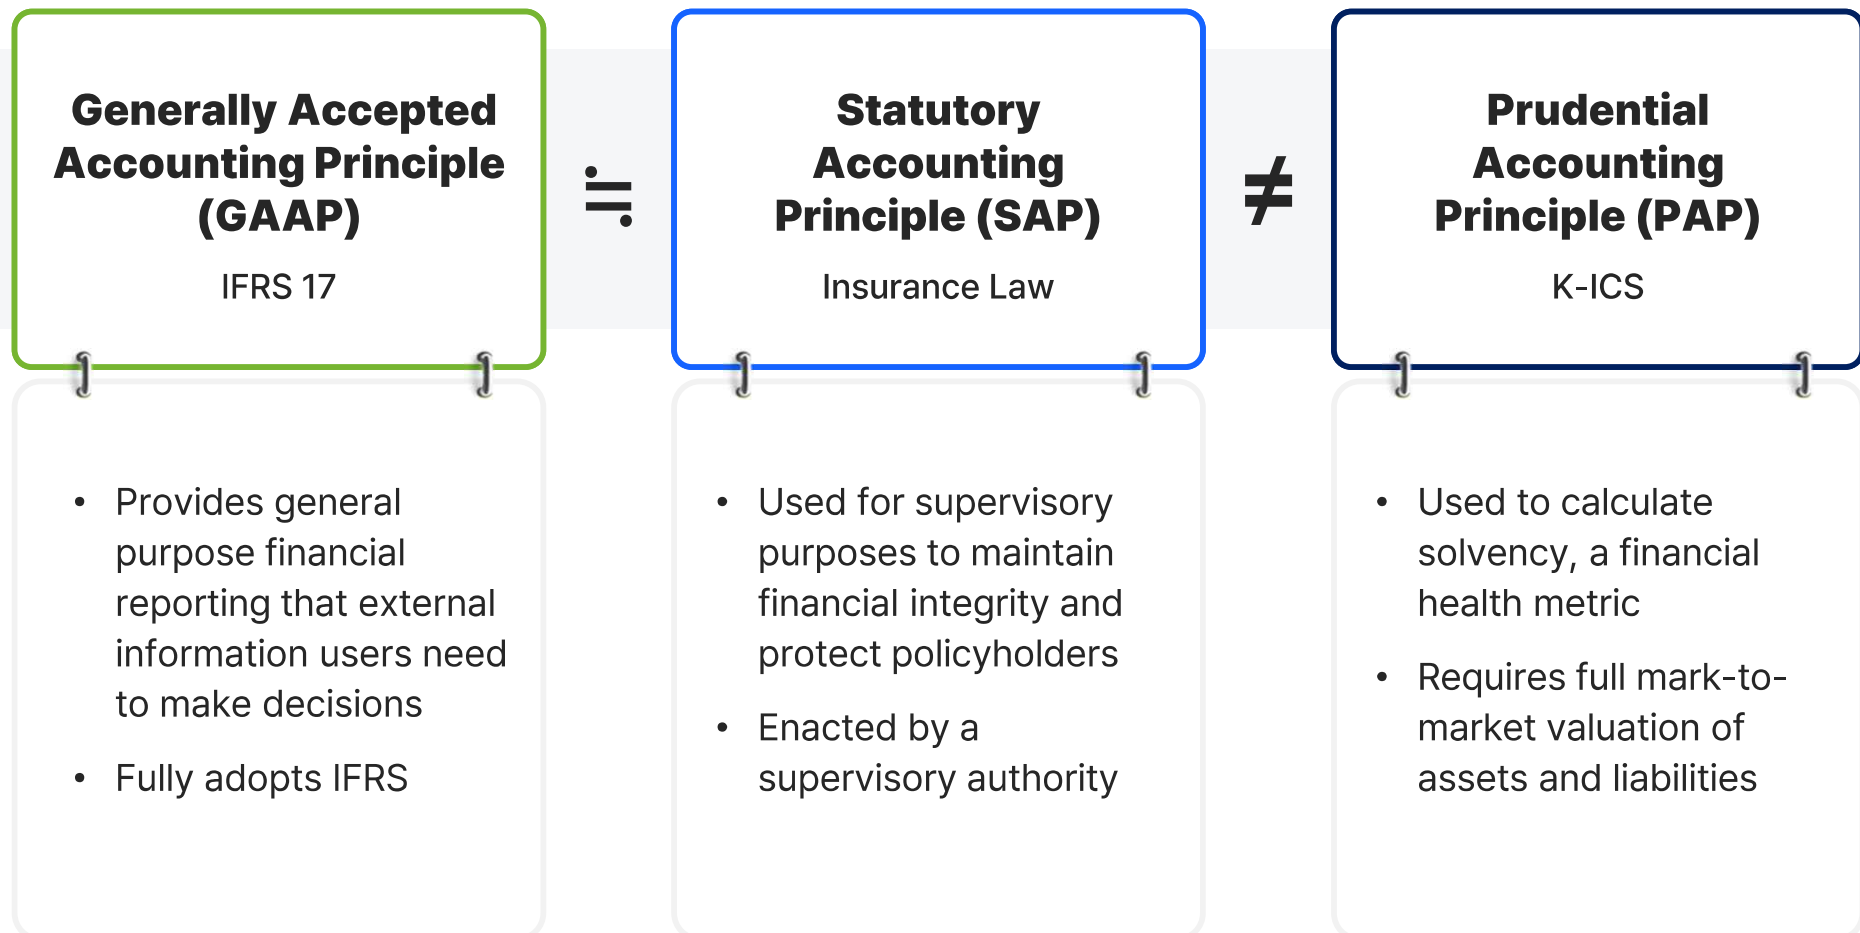 Generally Accepted
Accounting Principle
(GAAP)
IFRS 17
≒
Statutory
Accounting
Principle (SAP)
Insurance Law
≠
Prudential
Accounting
Principle (PAP)
K-ICS
• Provides general
purpose financial
reporting that external
information users need
to make decisions
• Fully adopts IFRS
• Used for supervisory
purposes to maintain
financial integrity and
protect policyholders
• Enacted by a
supervisory authority
• Used to calculate
solvency, a financial
health metric
• Requires full mark-to-
market valuation of
assets and liabilities